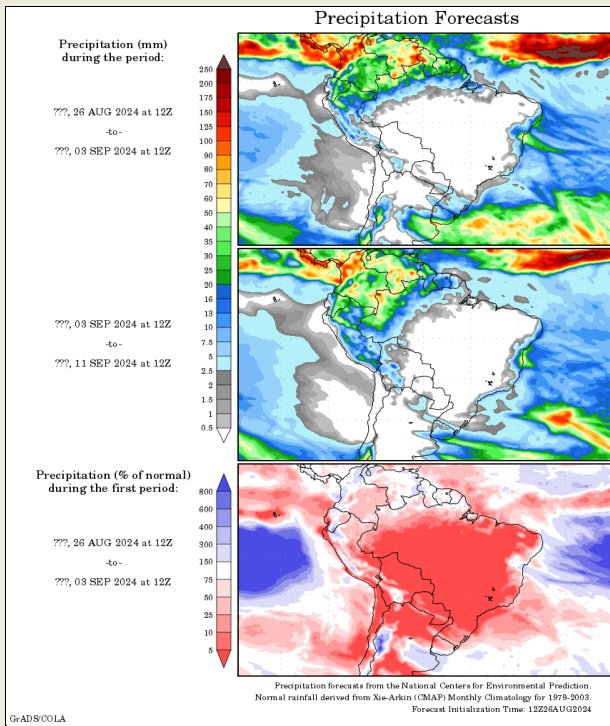 Precipitation Forecasts
Precipitation (mm)
during the period:
???, 26 AUG 2024 at 12Z
-to-
???, 03 SEP 2024 at 12Z
250
200
175
150
125
100
90
80
70
60
50
40
35
30
25
20
16
13
10
7.5
5
2.5
2
1.5
1
0.5
???, 03 SEP 2024 at 12Z
-to-
???, 11 SEP 2024 at 12Z
Precipitation (% of normal)
during the first period:
???, 26 AUG 2024 at 12Z
-to-
???, 03 SEP 2024 at 12Z
800
600
400
300
150
75
50
25
10
5
Precipitation forecasts from the National Centers for Environmental Prediction.
Normal rainfall derived from Xie-Arkin (CMAP) Monthly Climatology for 1979-2003.
Forecast Initialization Time: 12Z26AUG2024
GrADS/COLA